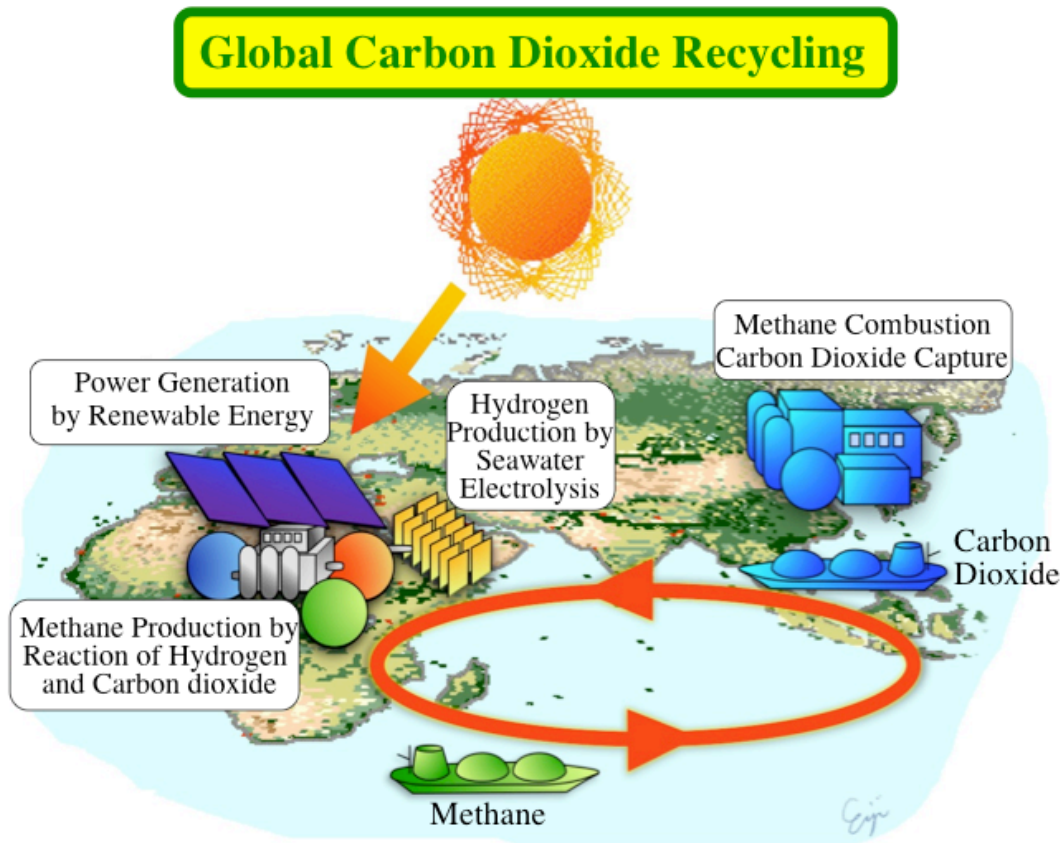 Global Carbon Dioxide Recycling
Methane Combustion
Carbon Dioxide Capture
Power Generation
by Renewable Energy
Hydrogen
Production by
Seawater
Electrolysis
Carbon
Dioxide
Methane Production by
Reaction of Hydrogen
and Carbon dioxide
Methane
Eiji